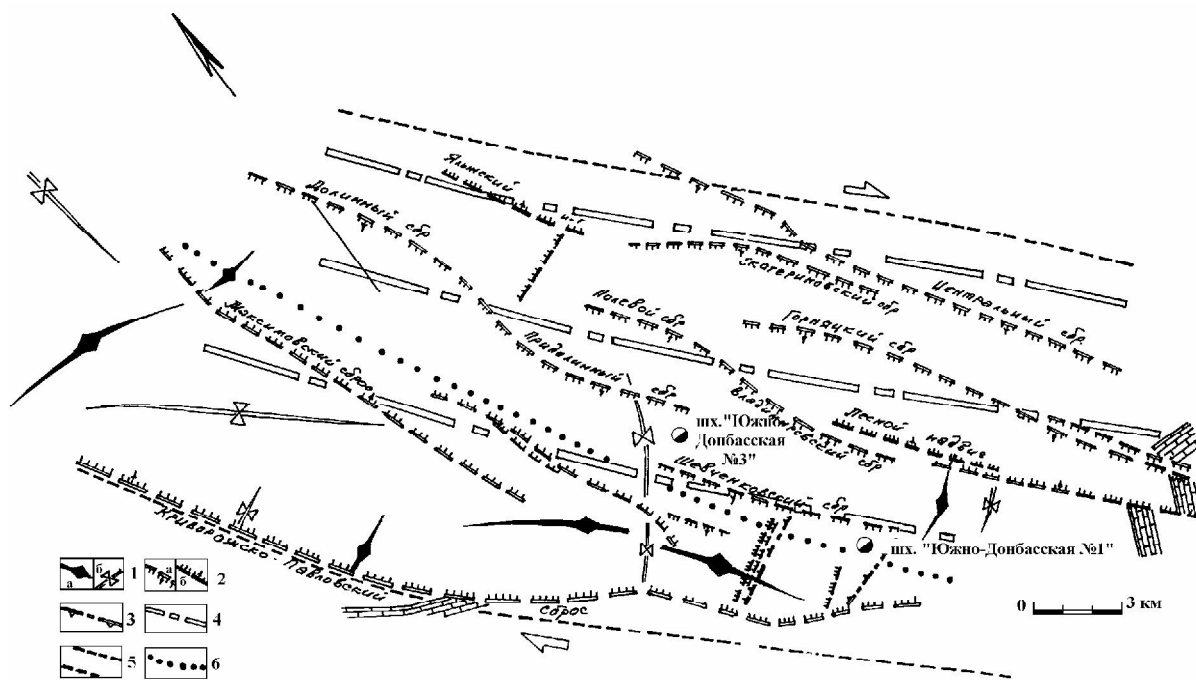 Яльжский
н-г
Долинный сбр
Екатериновский сбр
Центральный сбр.
Полевой сбр
Горняцкий сбр
Максимовский сброс
Придолинный сбр
Владимировский сбр
Лесной надвиг
шх. "Южно-
Донбасская
№3"
Шевченковский сбр
шх. "Южно-Донбасская №1"
Криворожско-Павловский
сброс
а б 1
а б 2
3 4
5 6
0 3 км